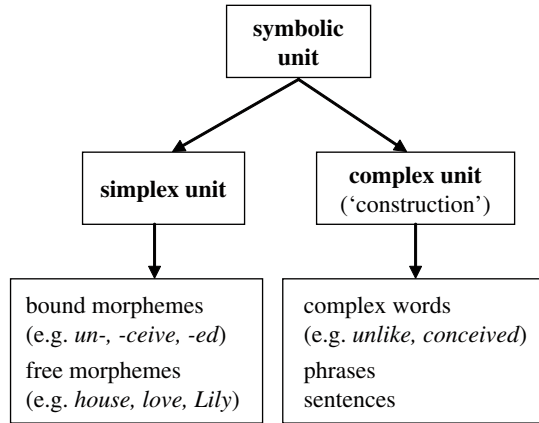 symbolic
unit
simplex unit
complex unit
(‘construction’)
bound morphemes
(e.g. un-, -ceive, -ed)
free morphemes
(e.g. house, love, Lily)
complex words
(e.g. unlike, conceived)
phrases
sentences